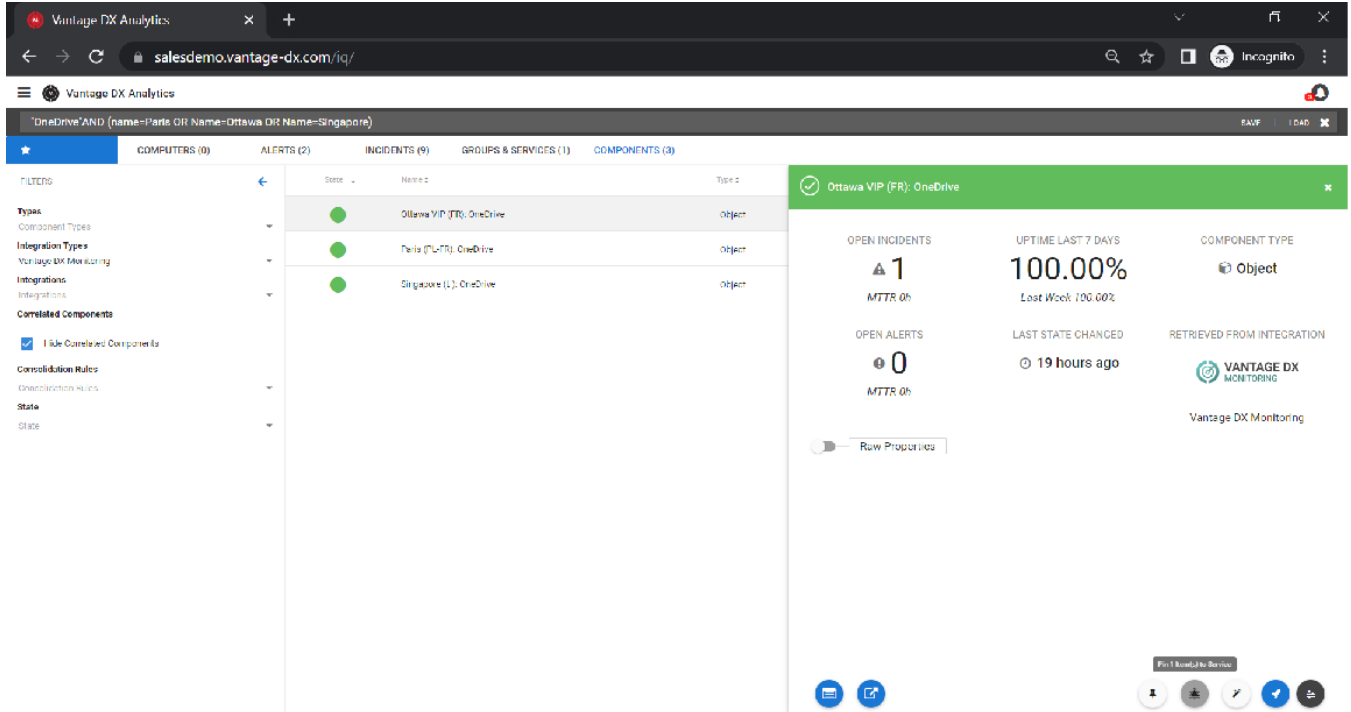 Vantage DX Analytics
salesdemo.vantage-dx.com/iq/
Incognito
Vantage DX Analytics
"OneDrive"AND (name=Paris OR Name=Ottawa OR Name=Singapore)
SAVE
LOAD
COMPUTERS (0)
ALERTS (2)
INCIDENTS (9)
GROUPS & SERVICES (1)
COMPONENTS (3)
FILTERS
Types
Component Types
Integration Types
Vantage DX Monitoring
Integrations
Integrations
Correlated Components
Hide Correlated Components
Consolidation Rules
Consolidation Rules
State
State
State
Name
Type
Ottawa VIP (FR): OneDrive
Object
Paris (PL-FR): OneDrive
Object
Singapore (L): OneDrive
Object
Ottawa VIP (FR): OneDrive
OPEN INCIDENTS
1
MTTR 0h
UPTIME LAST 7 DAYS
100.00%
Last Week 100.00%
COMPONENT TYPE
Object
OPEN ALERTS
0
MTTR 0h
LAST STATE CHANGED
19 hours ago
RETRIEVED FROM INTEGRATION
VANTAGE DX
MONITORING
Vantage DX Monitoring
Raw Properties
Pin 1 Item(s) to Service